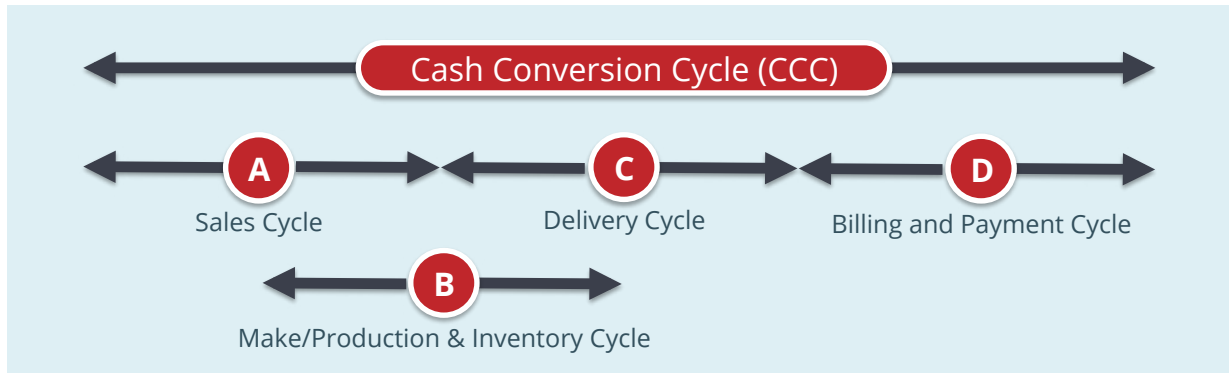 Cash Conversion Cycle (CCC)
A
C
D
Sales Cycle
Delivery Cycle
Billing and Payment Cycle
B
Make/Production & Inventory Cycle